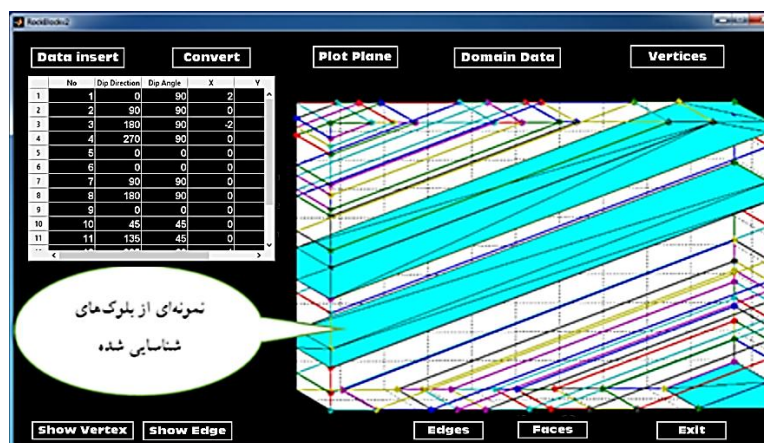 RockBlocks2
Data insert Convert Plot Plane Domain Data Vertices
No Dip Direction Dip Angle X Y
1 1 0 90 2
2 2 90 90 0
3 3 180 90 -2
4 4 270 90 0
5 5 0 0 0
6 6 0 0 0
7 7 90 90 0
8 8 180 90 0
9 9 0 0 0
10 10 45 45 0
11 11 135 45 0
نمونه‌ای از بلوک‌های
شناسایی شده
Show Vertex Show Edge Edges Faces Exit